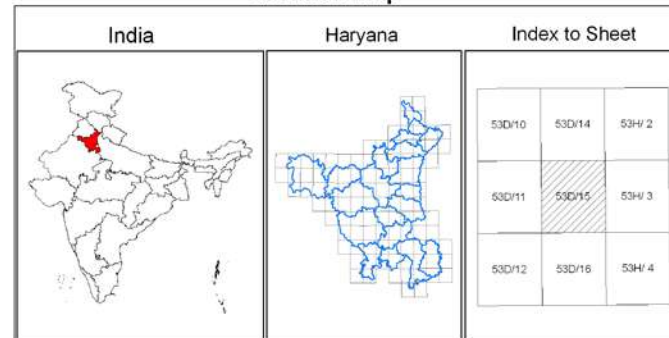 India
Haryana
Index to Sheet
53D/10 53D/14 53H/ 2
53D/11 53D/15 53H/ 3
53D/12 53D/16 53H/ 4